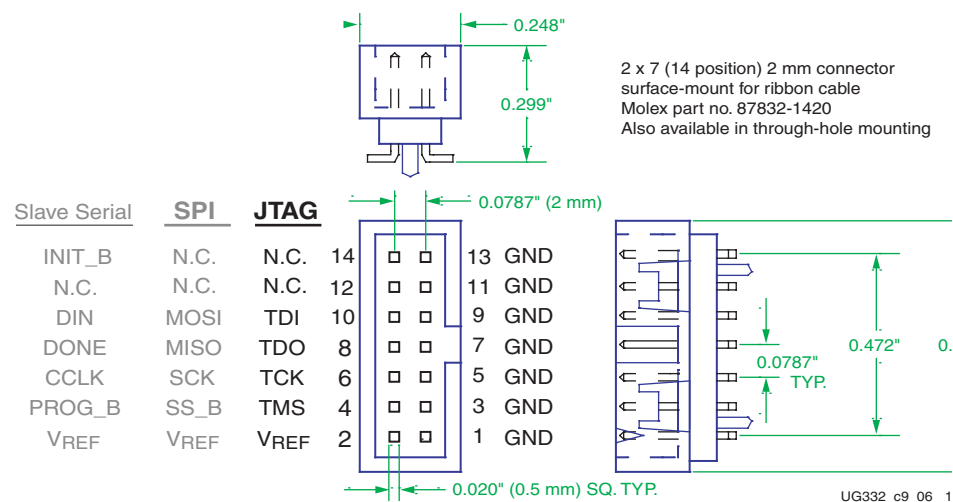 0.248"
0.299"
2 x 7 (14 position) 2 mm connector
surface-mount for ribbon cable
Molex part no. 87832-1420
Also available in through-hole mounting
0.0787" (2 mm)
Slave Serial SPI JTAG
INIT_B N.C. N.C. 14 13 GND
N.C. N.C. N.C. 12 11 GND
DIN MOSI TDI 10 9 GND
DONE MISO TDO 8 7 GND
CCLK SCK TCK 6 5 GND
PROG_B SS_B TMS 4 3 GND
VREF VREF VREF 2 1 GND
0.0787"
TYP.
0.472"
0.
0.020" (0.5 mm) SQ. TYP.
UG332_c9_06_1